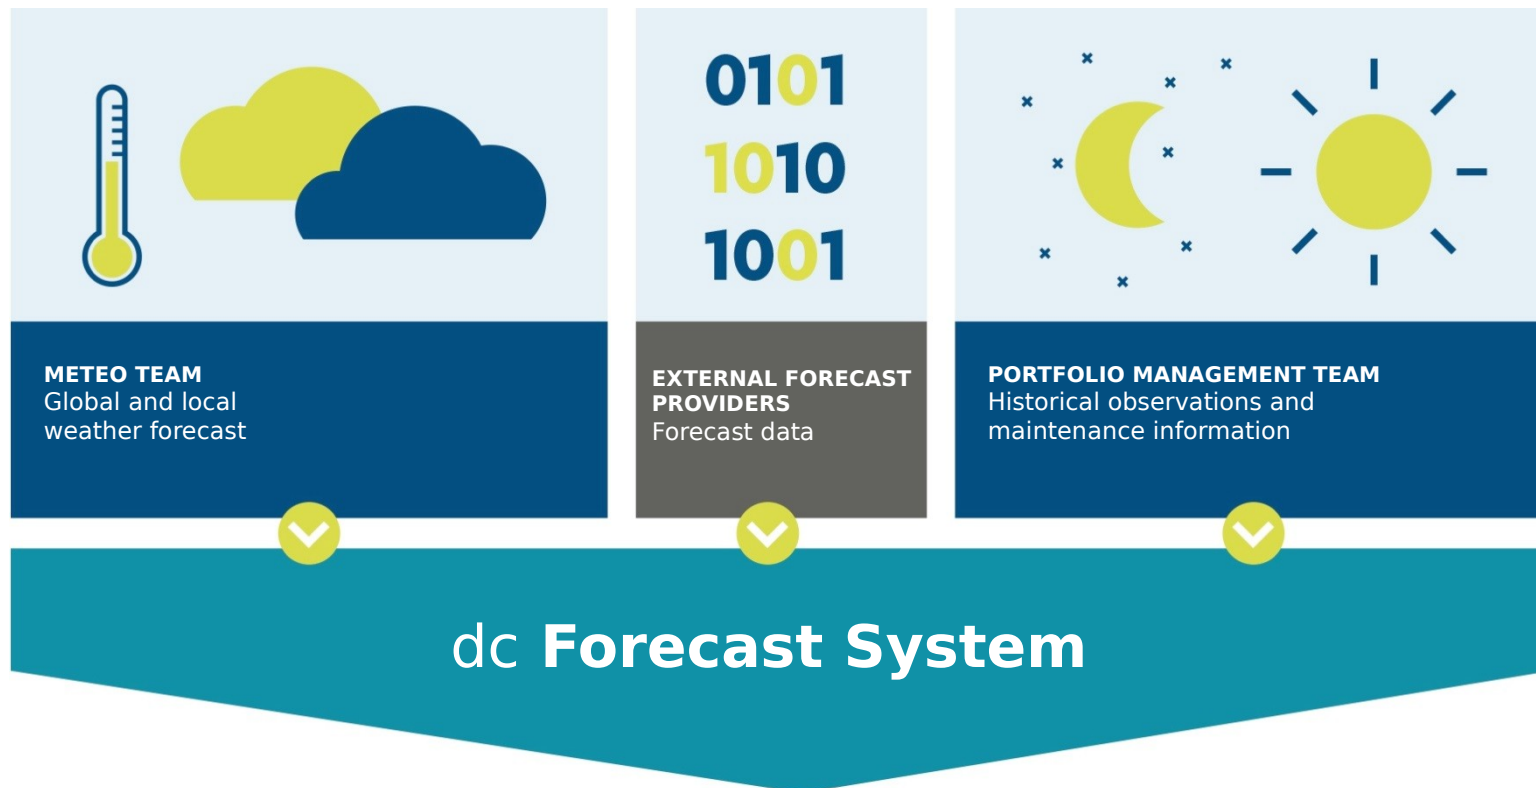 0101
1010
1001
METEO TEAM
Global and local
weather forecast
EXTERNAL FORECAST
PROVIDERS
Forecast data
PORTFOLIO MANAGEMENT TEAM
Historical observations and
maintenance information
dc Forecast System